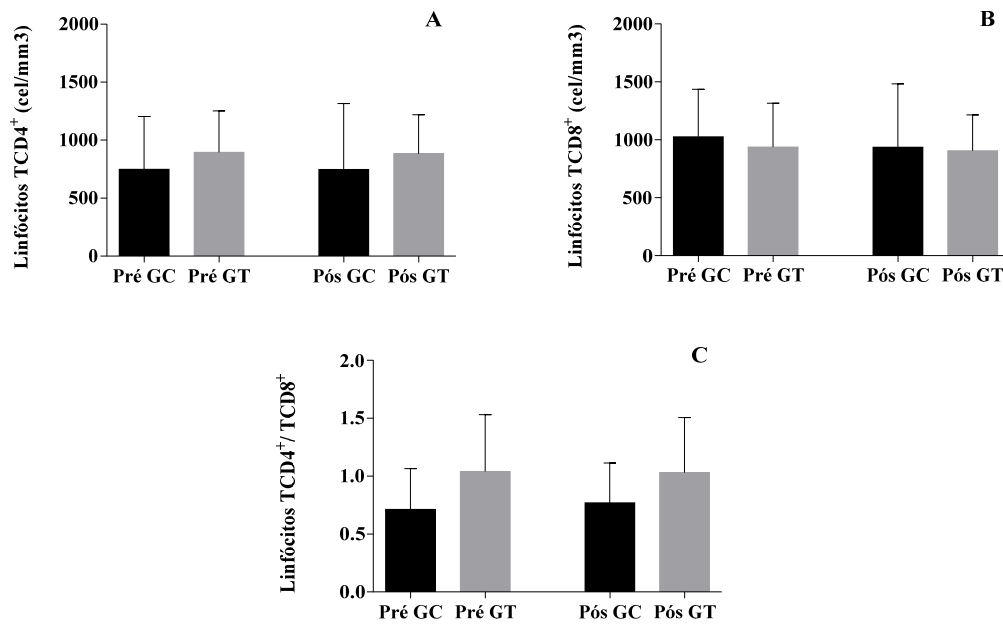 A
Linfócitos TCD4⁺ (cel/mm3)
2000
1500
1000
500
0
Pré GC Pré GT Pós GC Pós GT
B
Linfócitos TCD8⁺ (cel/mm3)
2000
1500
1000
500
0
Pré GC Pré GT Pós GC Pós GT
C
Linfócitos TCD4⁺/ TCD8⁺
2.0
1.5
1.0
0.5
0.0
Pré GC Pré GT Pós GC Pós GT